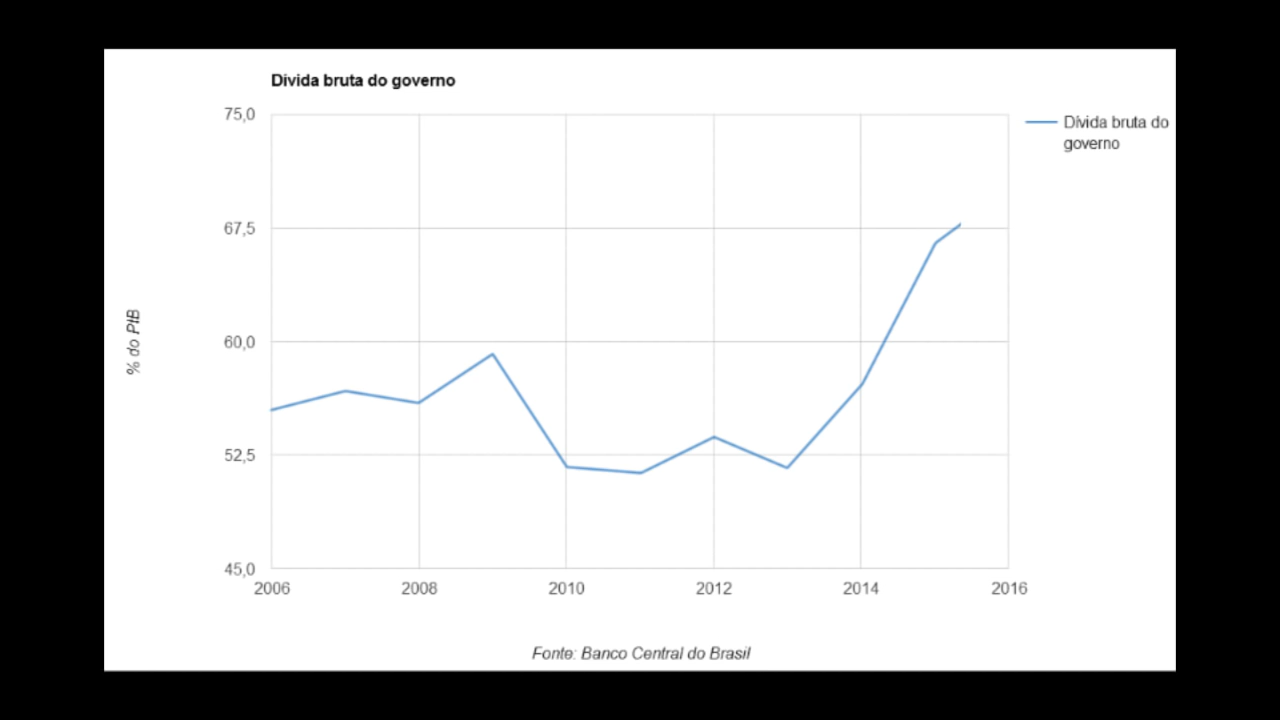 Dívida bruta do governo
75,0
Dívida bruta do
governo
67,5
60,0
% do PIB
52,5
45,0
2006 2008 2010 2012 2014 2016
Fonte: Banco Central do Brasil